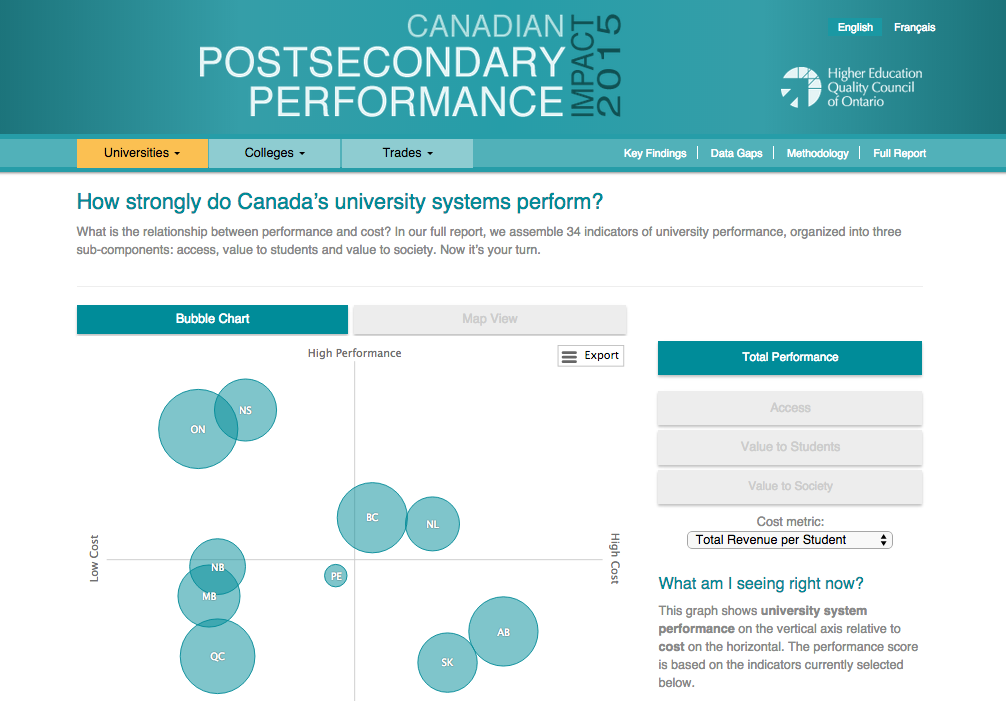 CANADIAN
POSTSECONDARY
PERFORMANCE
IMPACT
2015
English Français
Higher Education
Quality Council
of Ontario
Universities Colleges Trades Key Findings Data Gaps Methodology Full Report
How strongly do Canada's university systems perform?
What is the relationship between performance and cost? In our full report, we assemble 34 indicators of university performance, organized into three
sub-components: access, value to students and value to society. Now it's your turn.
Bubble Chart Map View
High Performance
Export
NS
ON
BC
NL
Low Cost
High Cost
NB
PE
MB
AB
QC
SK
Total Performance
Access
Value to Students
Value to Society
Cost metric:
Total Revenue per Student
What am I seeing right now?
This graph shows university system
performance on the vertical axis relative to
cost on the horizontal. The performance score
is based on the indicators currently selected
below.